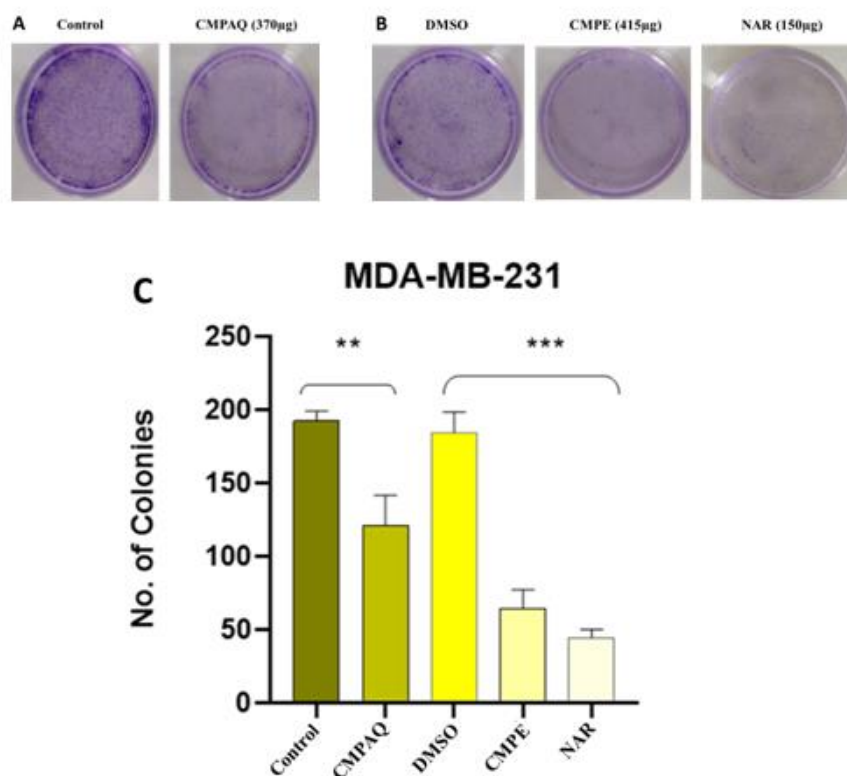 A Control CMPAQ (370µg) B DMSO CMPE (415µg) NAR (150µg)
C MDA-MB-231
250
** ***
200
150
100
50
0
No. of Colonies
Control CMPAQ DMSO CMPE NAR